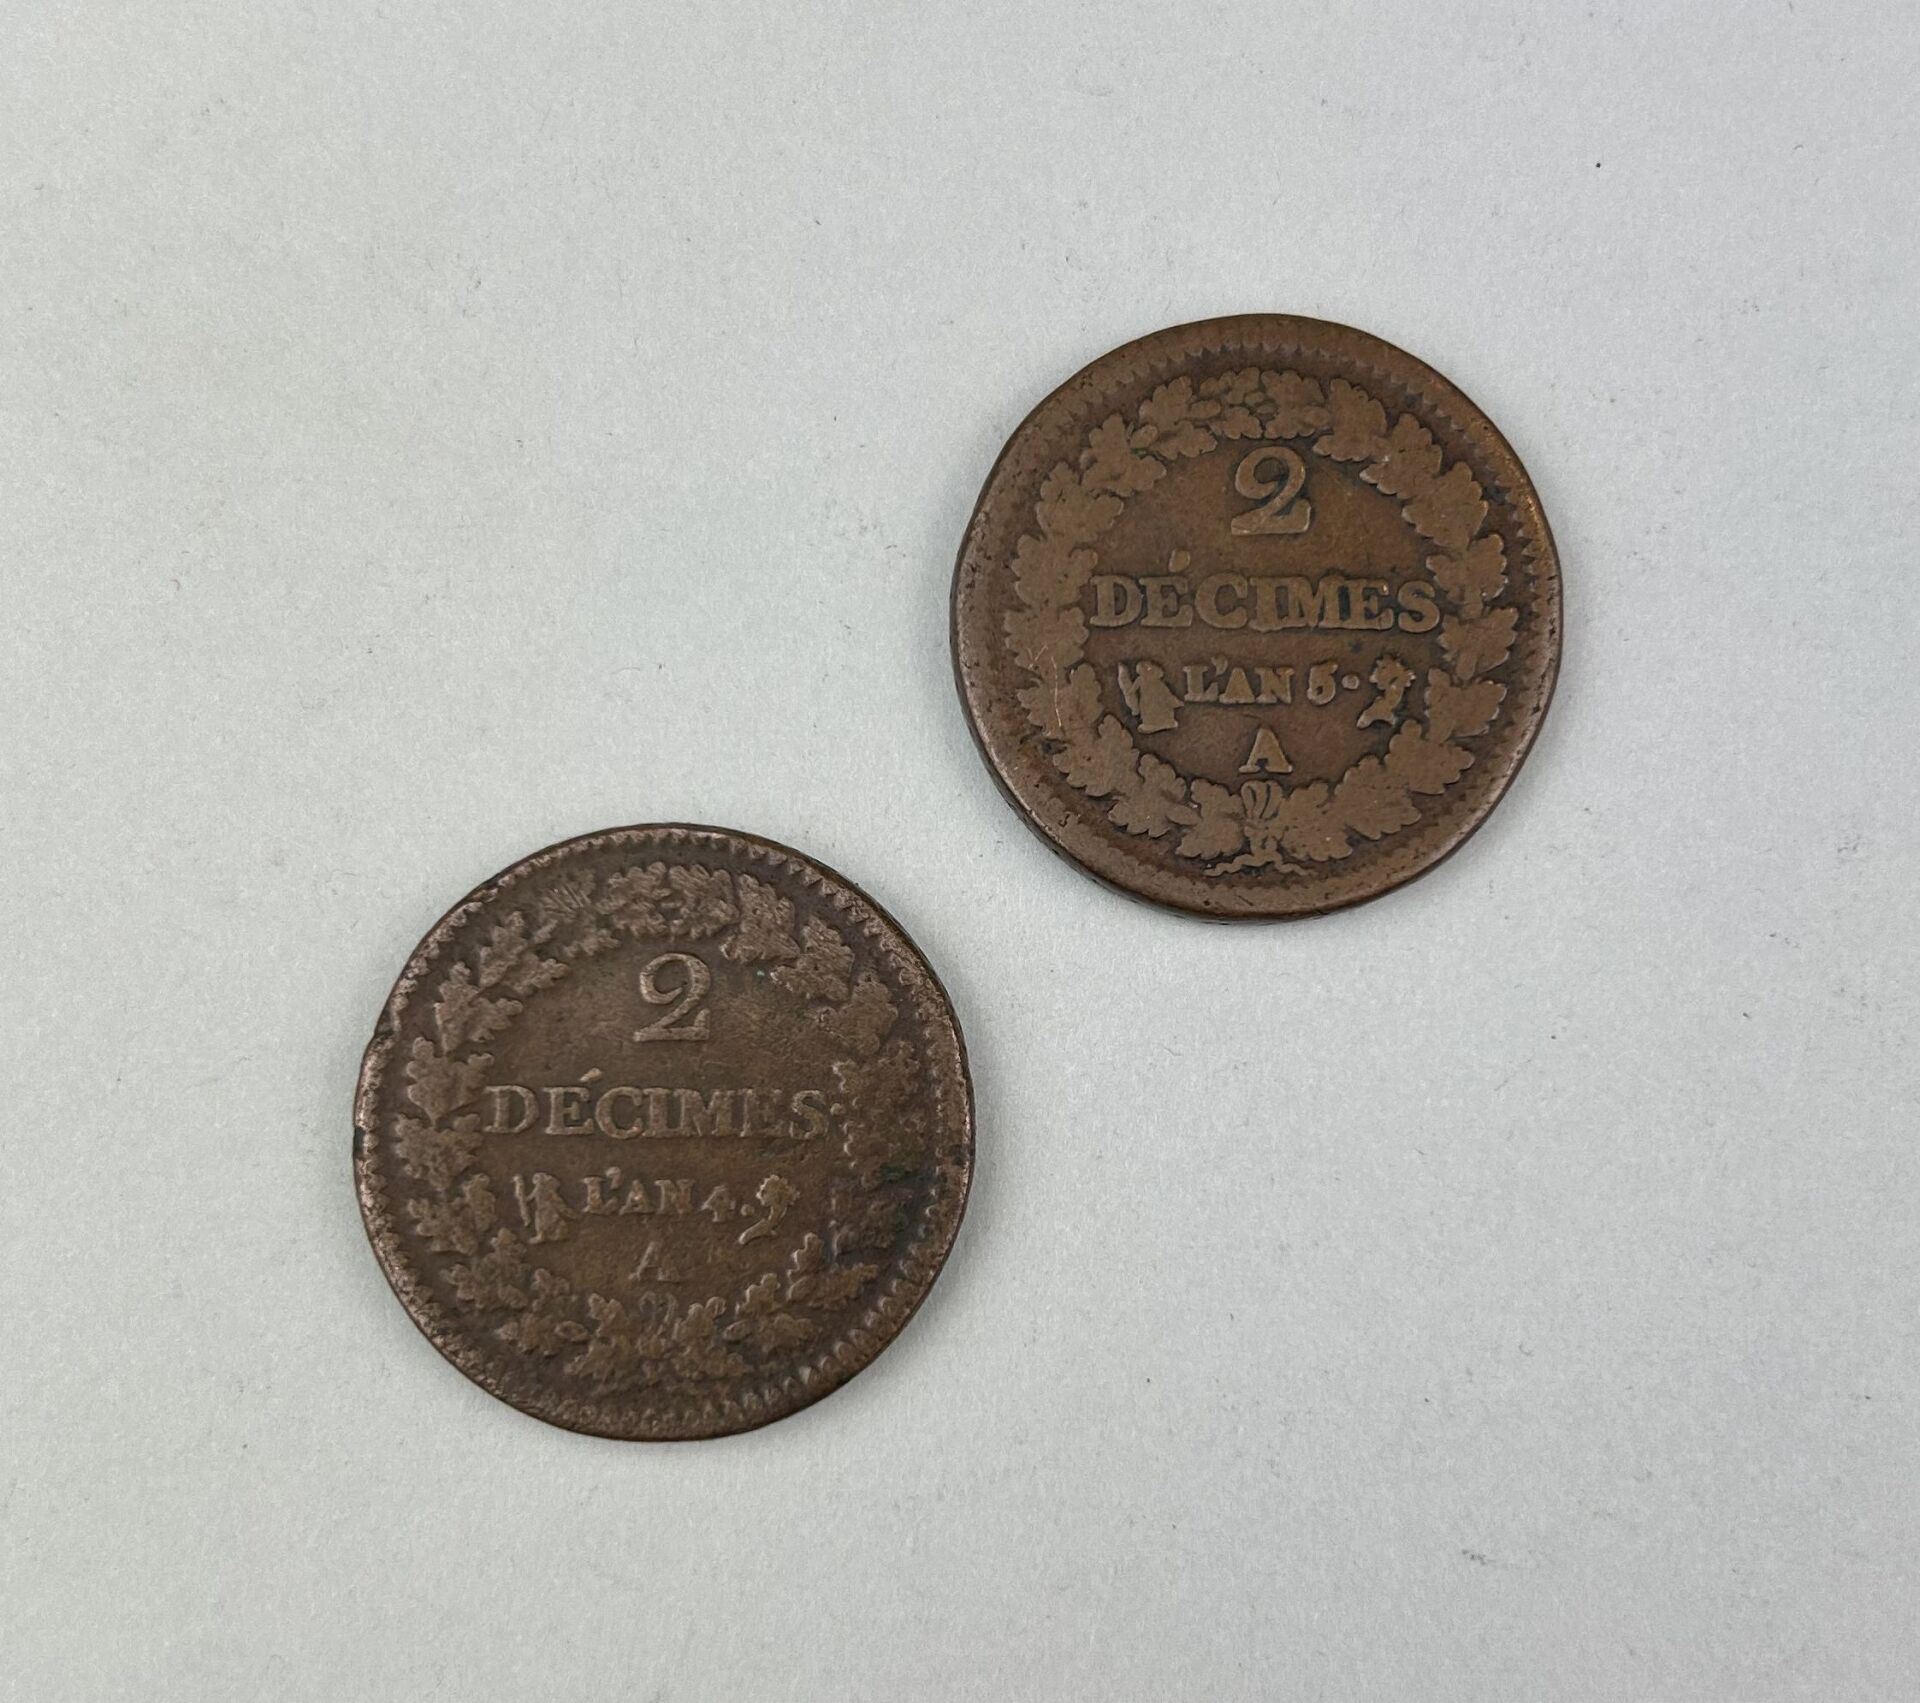 2
DÉCIMES
L'AN 5.
A
2
DÉCIMES.
L'AN 4.
A